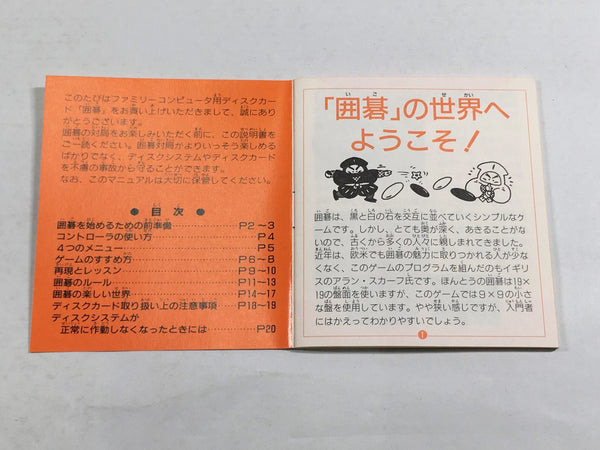 このたびはファミリーコンピュータ用ディスクカー
ド「囲碁」をお買い上げいただきまして、誠にあり
がとうございます。
囲碁の対局をお楽しみいただく前に、この説明書を
ご一読ください。囲碁対局がよりいっそう楽しめる
ばかりでなく、ディスクシステムやディスクカード
を不慮の事故から守ることができます。
なお、このマニュアルは大切に保管してください。
● 目 次 ●
囲碁を始めるための前準備……P2〜3
コントローラの使い方……P4
4つのメニュー……P5
ゲームのすすめ方……P6〜8
再現とレッスン……P9〜10
囲碁のルール……P11〜13
囲碁の楽しい世界……P14〜17
ディスクカード取り扱い上の注意事項……P18〜19
ディスクシステムが
正常に作動しなくなったときには……P20
「囲碁」の世界へ
ようこそ!
囲碁は、黒と白の石を交互に並べていくシンプルなゲ
ームです。しかし、とても奥が深く、あきることがな
いので、古くから多くの人々に親しまれてきました。
近年は、欧米でも囲碁の魅力に取りつかれる人が少な
くなく、このゲームのプログラムを組んだのもイギリ
スのアラン・スカーフ氏です。ほんとうの囲碁は19×
19の盤面を使いますが、このゲームでは9×9の小さ
な盤を使用しています。やや狭い感じですが、入門者
にはかえってわかりやすいでしょう。
1